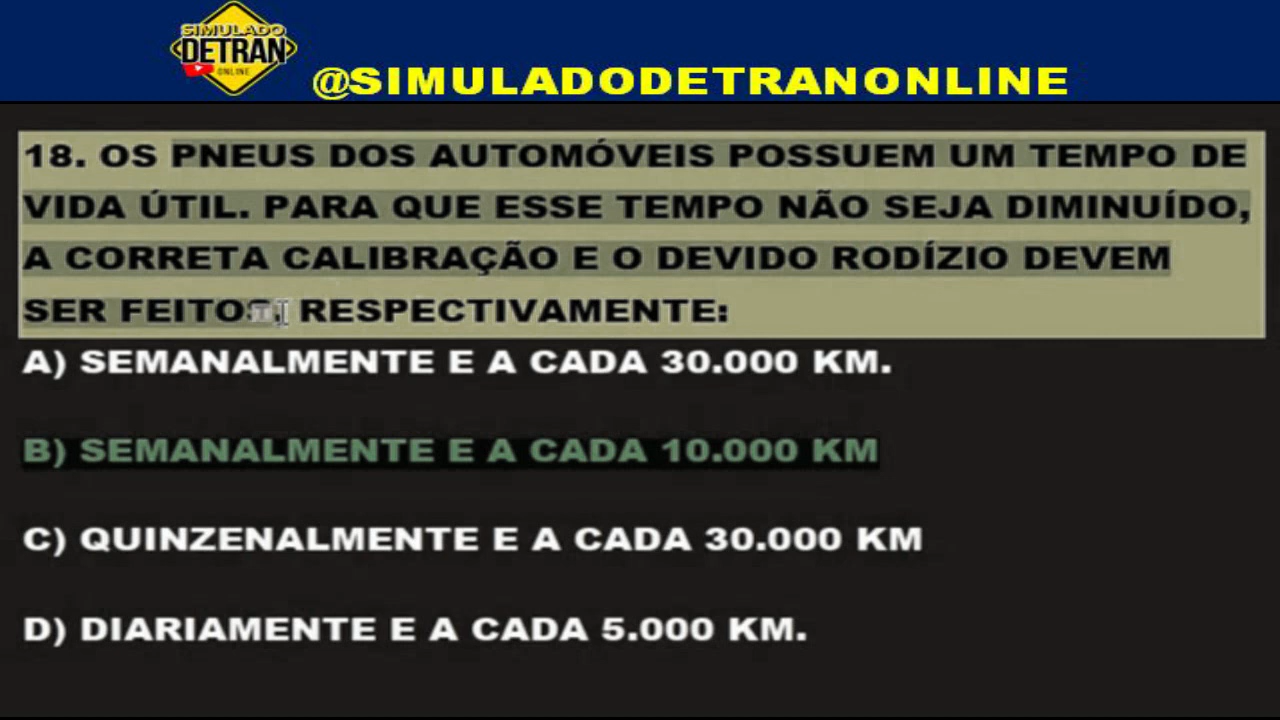 SIMULADO
DETRAN
ONLINE
@SIMULADODETRANONLINE
18. OS PNEUS DOS AUTOMÓVEIS POSSUEM UM TEMPO DE
VIDA ÚTIL. PARA QUE ESSE TEMPO NÃO SEJA DIMINUÍDO,
A CORRETA CALIBRAÇÃO E O DEVIDO RODÍZIO DEVEM
SER FEITOS, RESPECTIVAMENTE:
A) SEMANALMENTE E A CADA 30.000 KM.
B) SEMANALMENTE E A CADA 10.000 KM
C) QUINZENALMENTE E A CADA 30.000 KM
D) DIARIAMENTE E A CADA 5.000 KM.